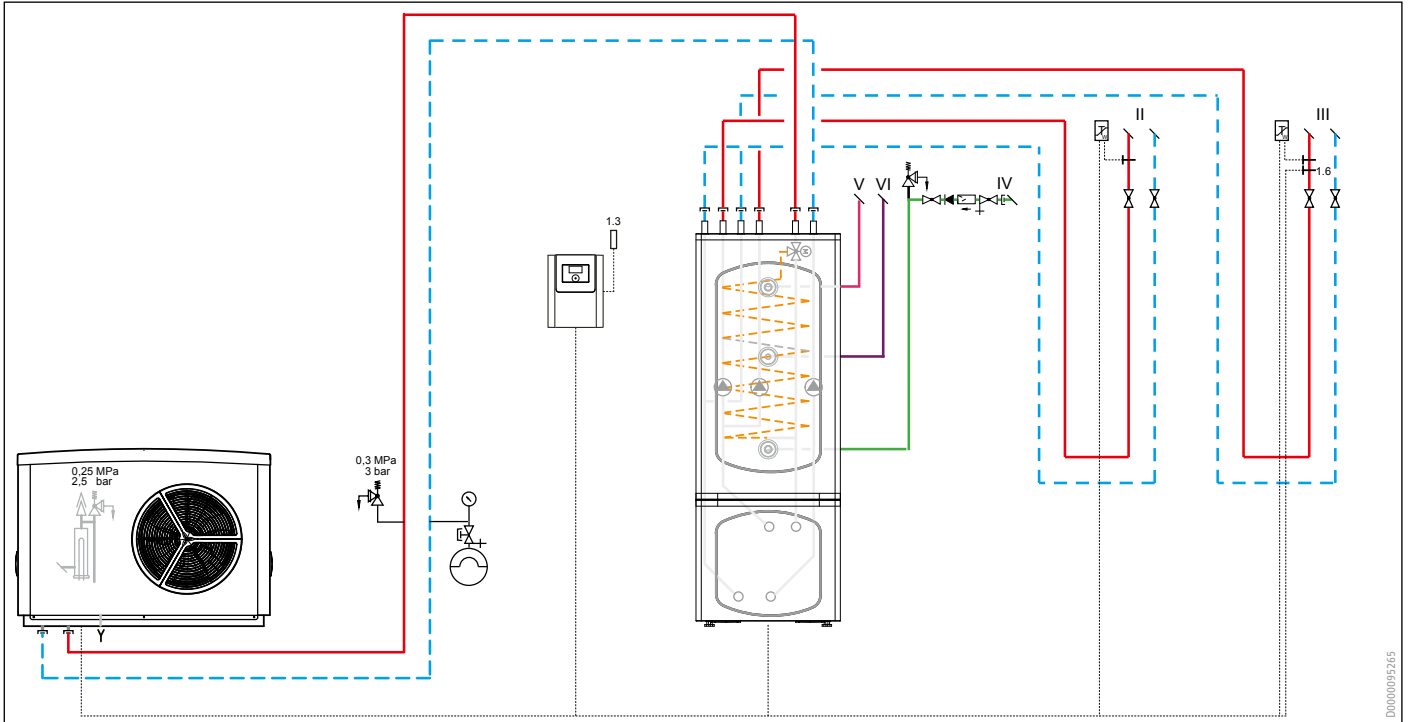 II
III
1.6
V
VI
IV
1.3
M
0,3 MPa
3 bar
0,25 MPa
2,5 bar
D0000095265